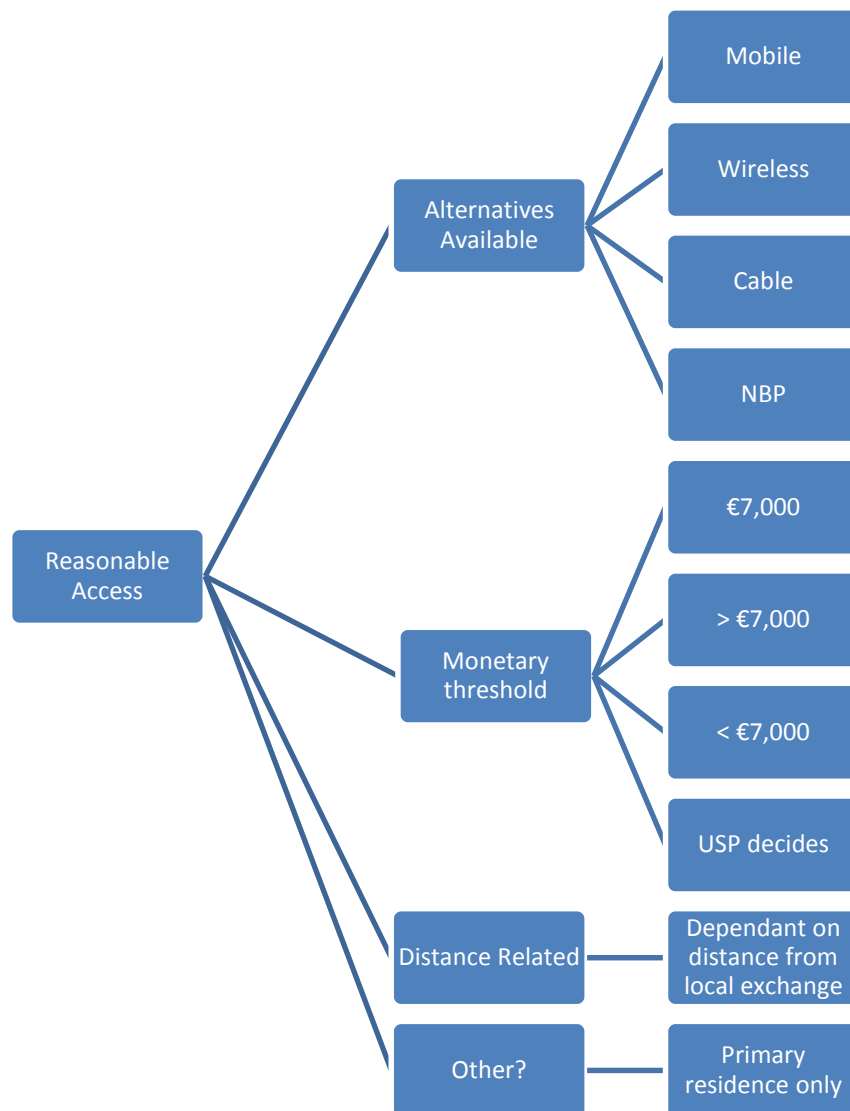 Mobile
Wireless
Alternatives
Available
Cable
NBP
€7,000
Reasonable
Access
> €7,000
Monetary
threshold
< €7,000
USP decides
Distance Related
Dependant on
distance from
local exchange
Other?
Primary
residence only